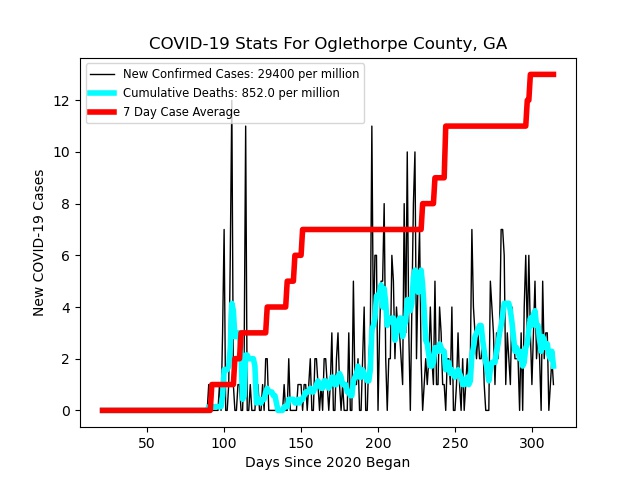 COVID-19 Stats For Oglethorpe County, GA
New Confirmed Cases: 29400 per million
Cumulative Deaths: 852.0 per million
7 Day Case Average
New COVID-19 Cases
12
10
8
6
4
2
0
50 100 150 200 250 300
Days Since 2020 Began